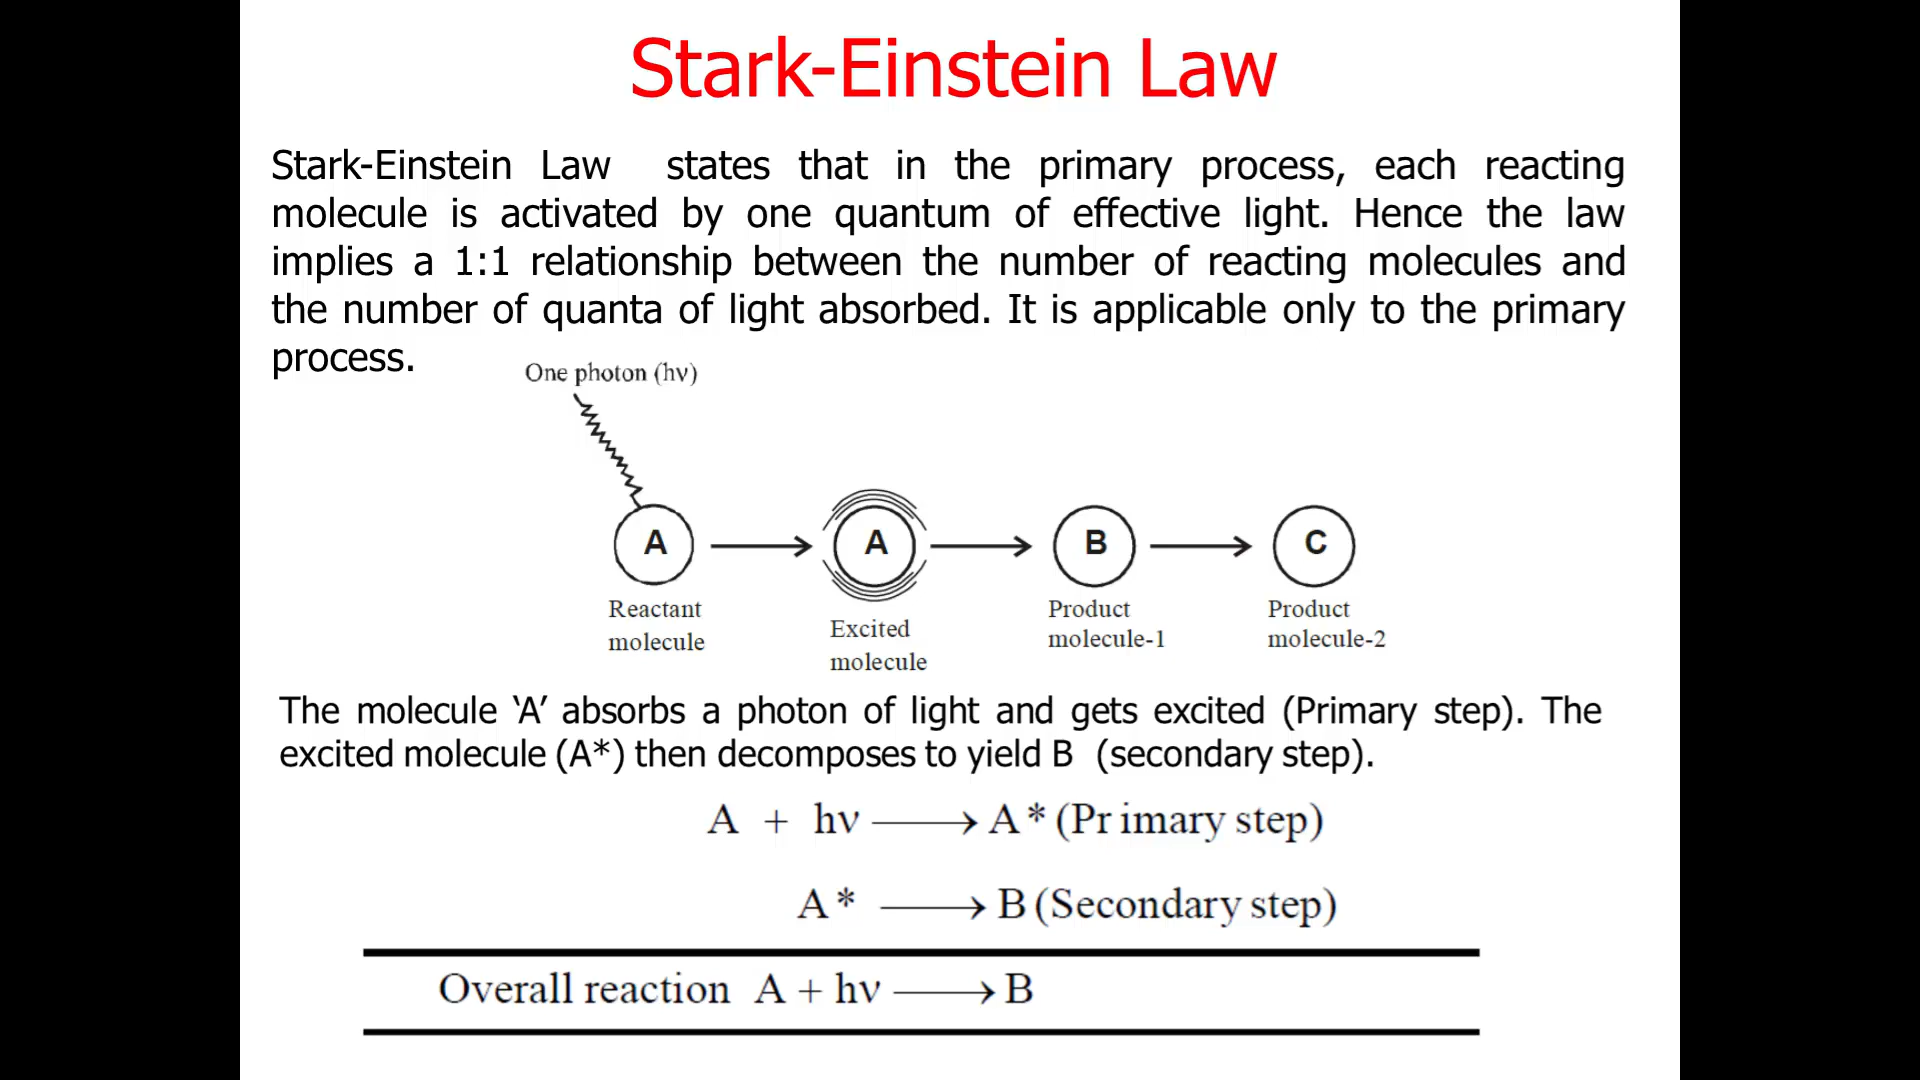 Stark-Einstein Law
Stark-Einstein Law states that in the primary process, each reacting
molecule is activated by one quantum of effective light. Hence the law
implies a 1:1 relationship between the number of reacting molecules and
the number of quanta of light absorbed. It is applicable only to the primary
process.
One photon (hν)
A
A
B
C
Reactant
molecule
Excited
molecule
Product
molecule-1
Product
molecule-2
The molecule ‘A’ absorbs a photon of light and gets excited (Primary step). The
excited molecule (A*) then decomposes to yield B (secondary step).
A + hν ⟶ A * (Pr imary step)
A * ⟶ B (Secondary step)
Overall reaction A + hν ⟶ B